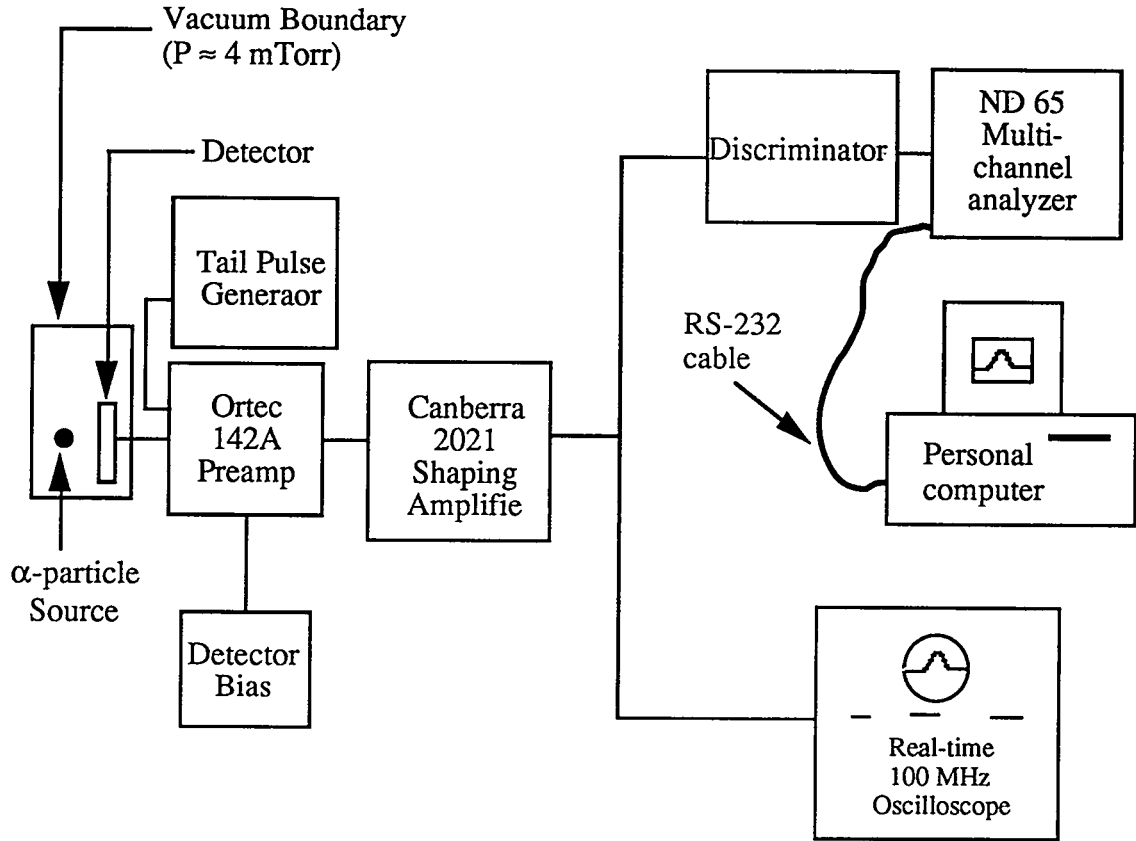 Vacuum Boundary
(P ≈ 4 mTorr)
Detector
Tail Pulse
Generaor
Ortec
142A
Preamp
Canberra
2021
Shaping
Amplifie
α-particle
Source
Detector
Bias
Discriminator
ND 65
Multi-
channel
analyzer
RS-232
cable
Personal
computer
Real-time
100 MHz
Oscilloscope